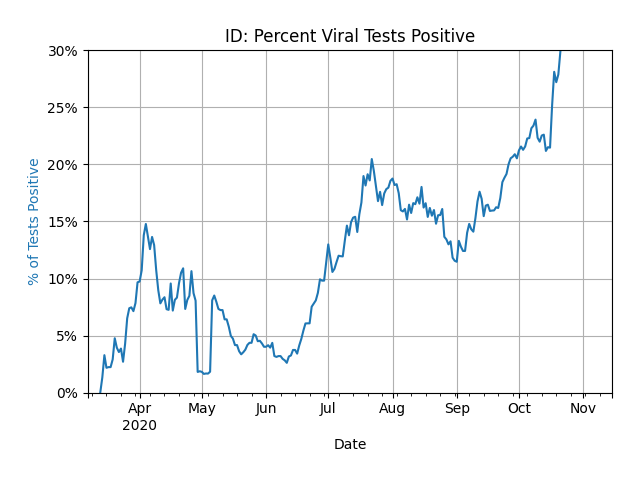 ID: Percent Viral Tests Positive
30%
25%
20%
15%
10%
5%
0%
% of Tests Positive
Apr May Jun Jul Aug Sep Oct Nov
2020
Date